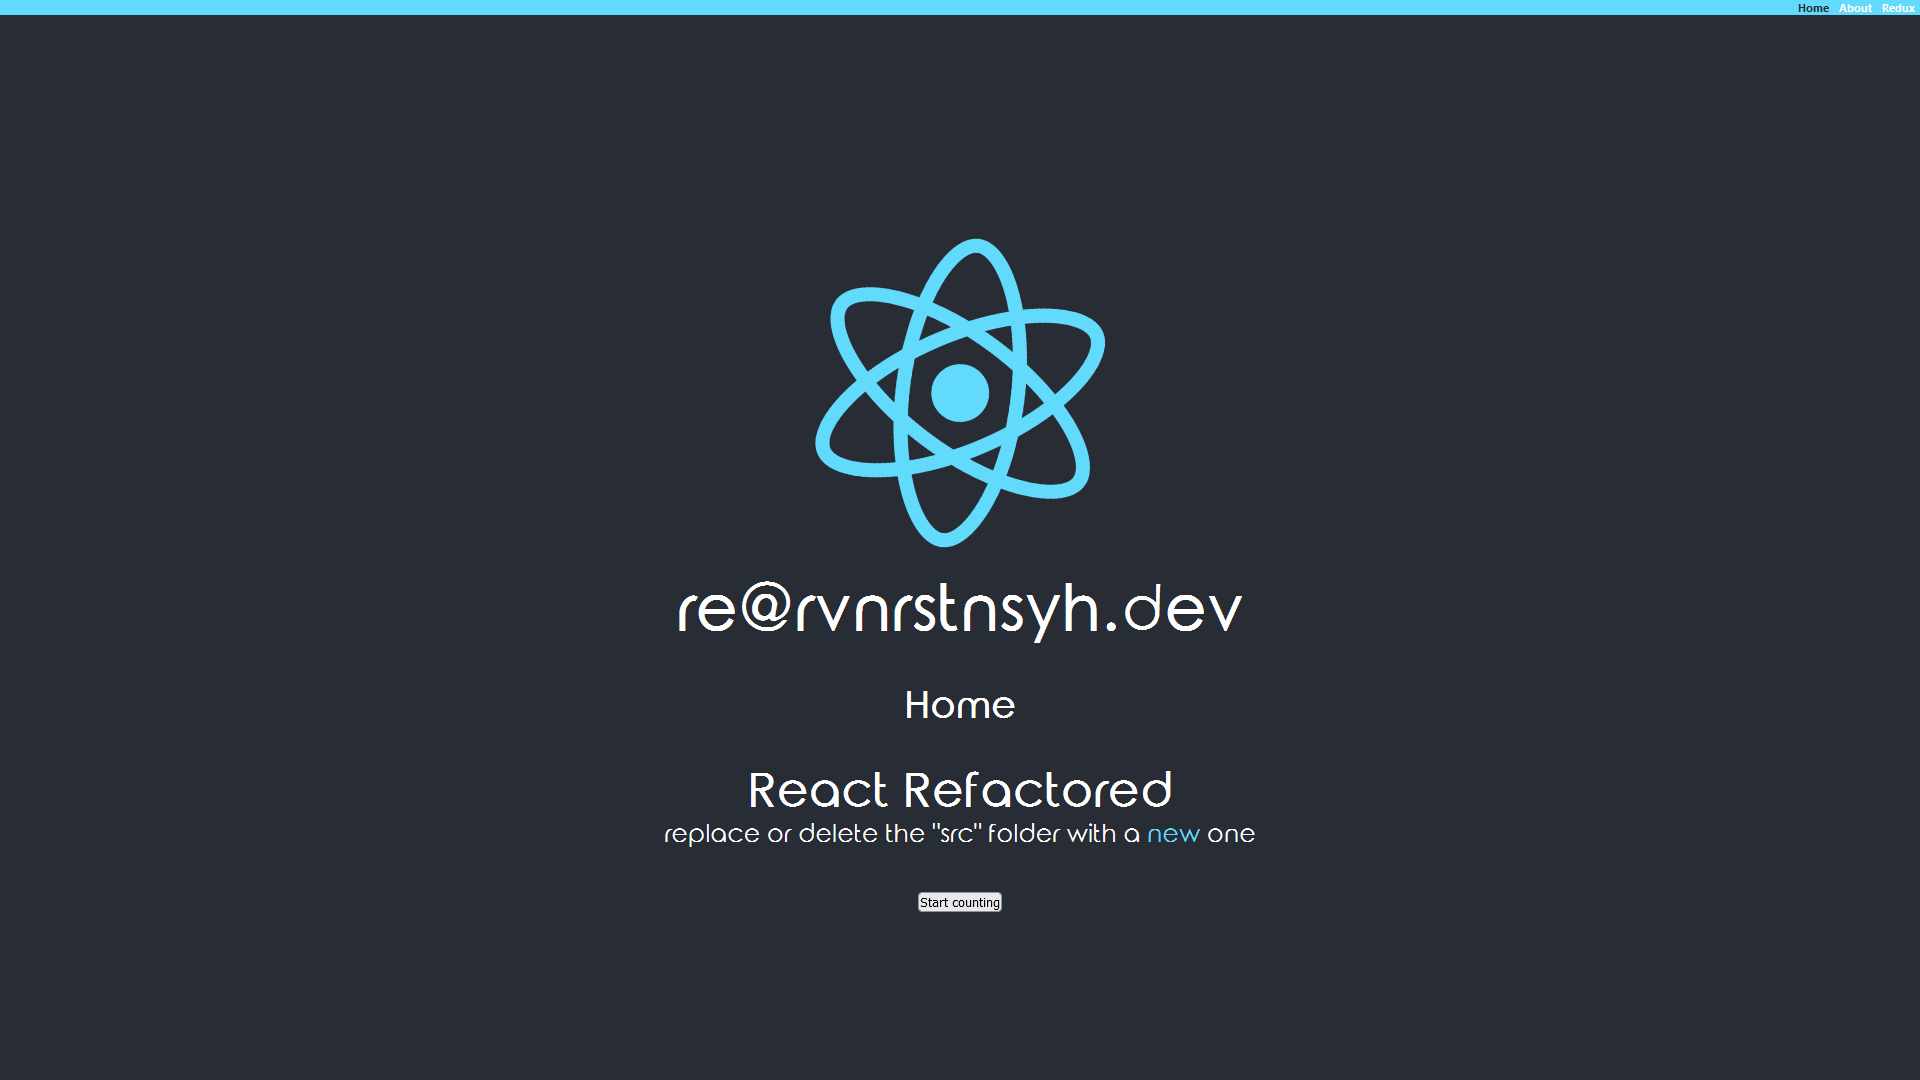 Home About Redux
re@rvnrstnsyh.dev
Home
React Refactored
replace or delete the "src" folder with a new one
Start counting